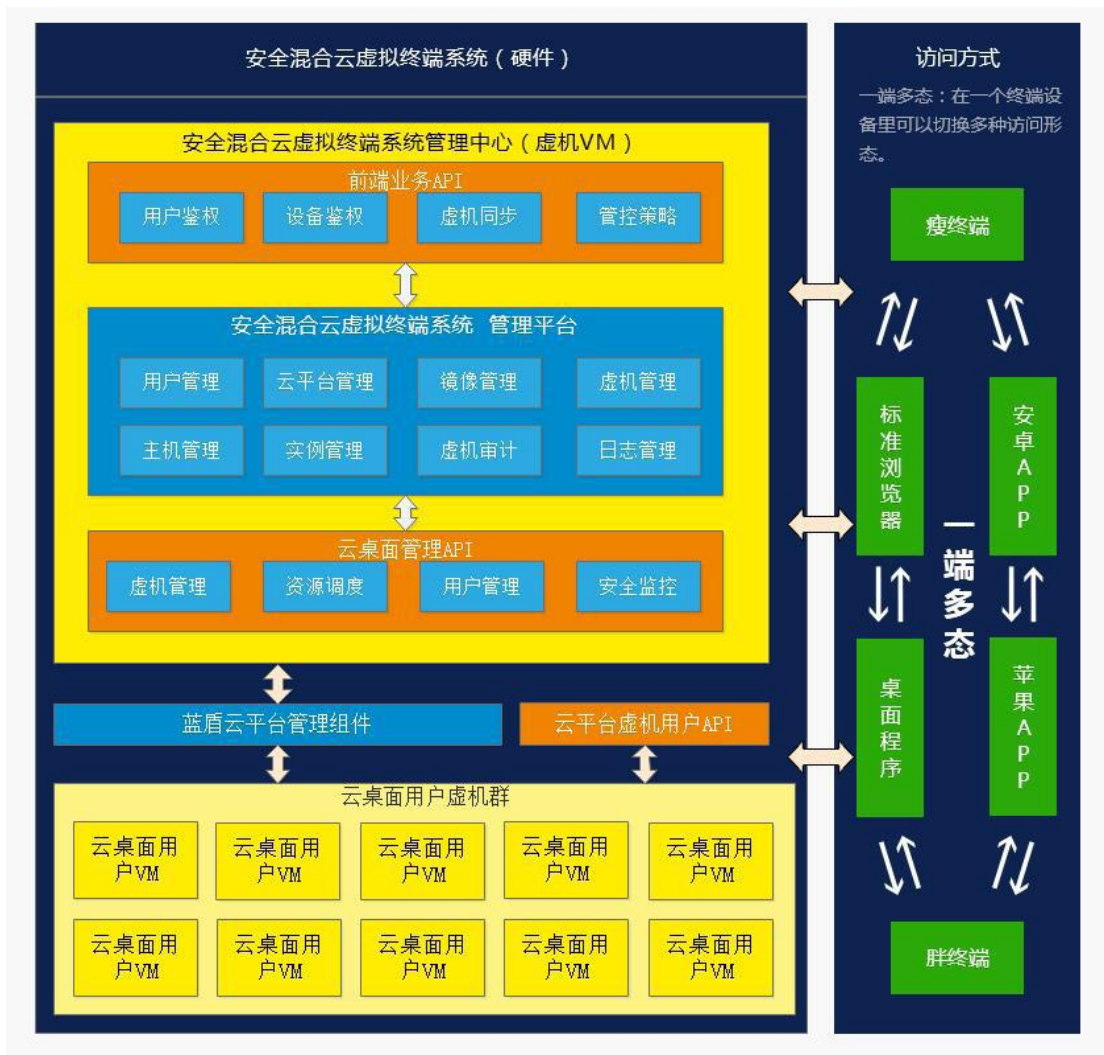 安全混合云虚拟终端系统（硬件）
安全混合云虚拟终端系统管理中心（虚机VM）
前端业务API
用户鉴权
设备鉴权
虚机同步
管控策略
安全混合云虚拟终端系统 管理平台
用户管理
云平台管理
镜像管理
虚机管理
主机管理
实例管理
虚机审计
日志管理
云桌面管理API
虚机管理
资源调度
用户管理
安全监控
蓝盾云平台管理组件
云平台虚机用户API
云桌面用户虚机群
云桌面用
户VM
云桌面用
户VM
云桌面用
户VM
云桌面用
户VM
云桌面用
户VM
云桌面用
户VM
云桌面用
户VM
云桌面用
户VM
云桌面用
户VM
云桌面用
户VM
访问方式
一端多态：在一个终端设
备里可以切换多种访问形
态。
瘦终端
标准浏览器
安卓APP
一端多态
桌面程序
苹果APP
胖终端